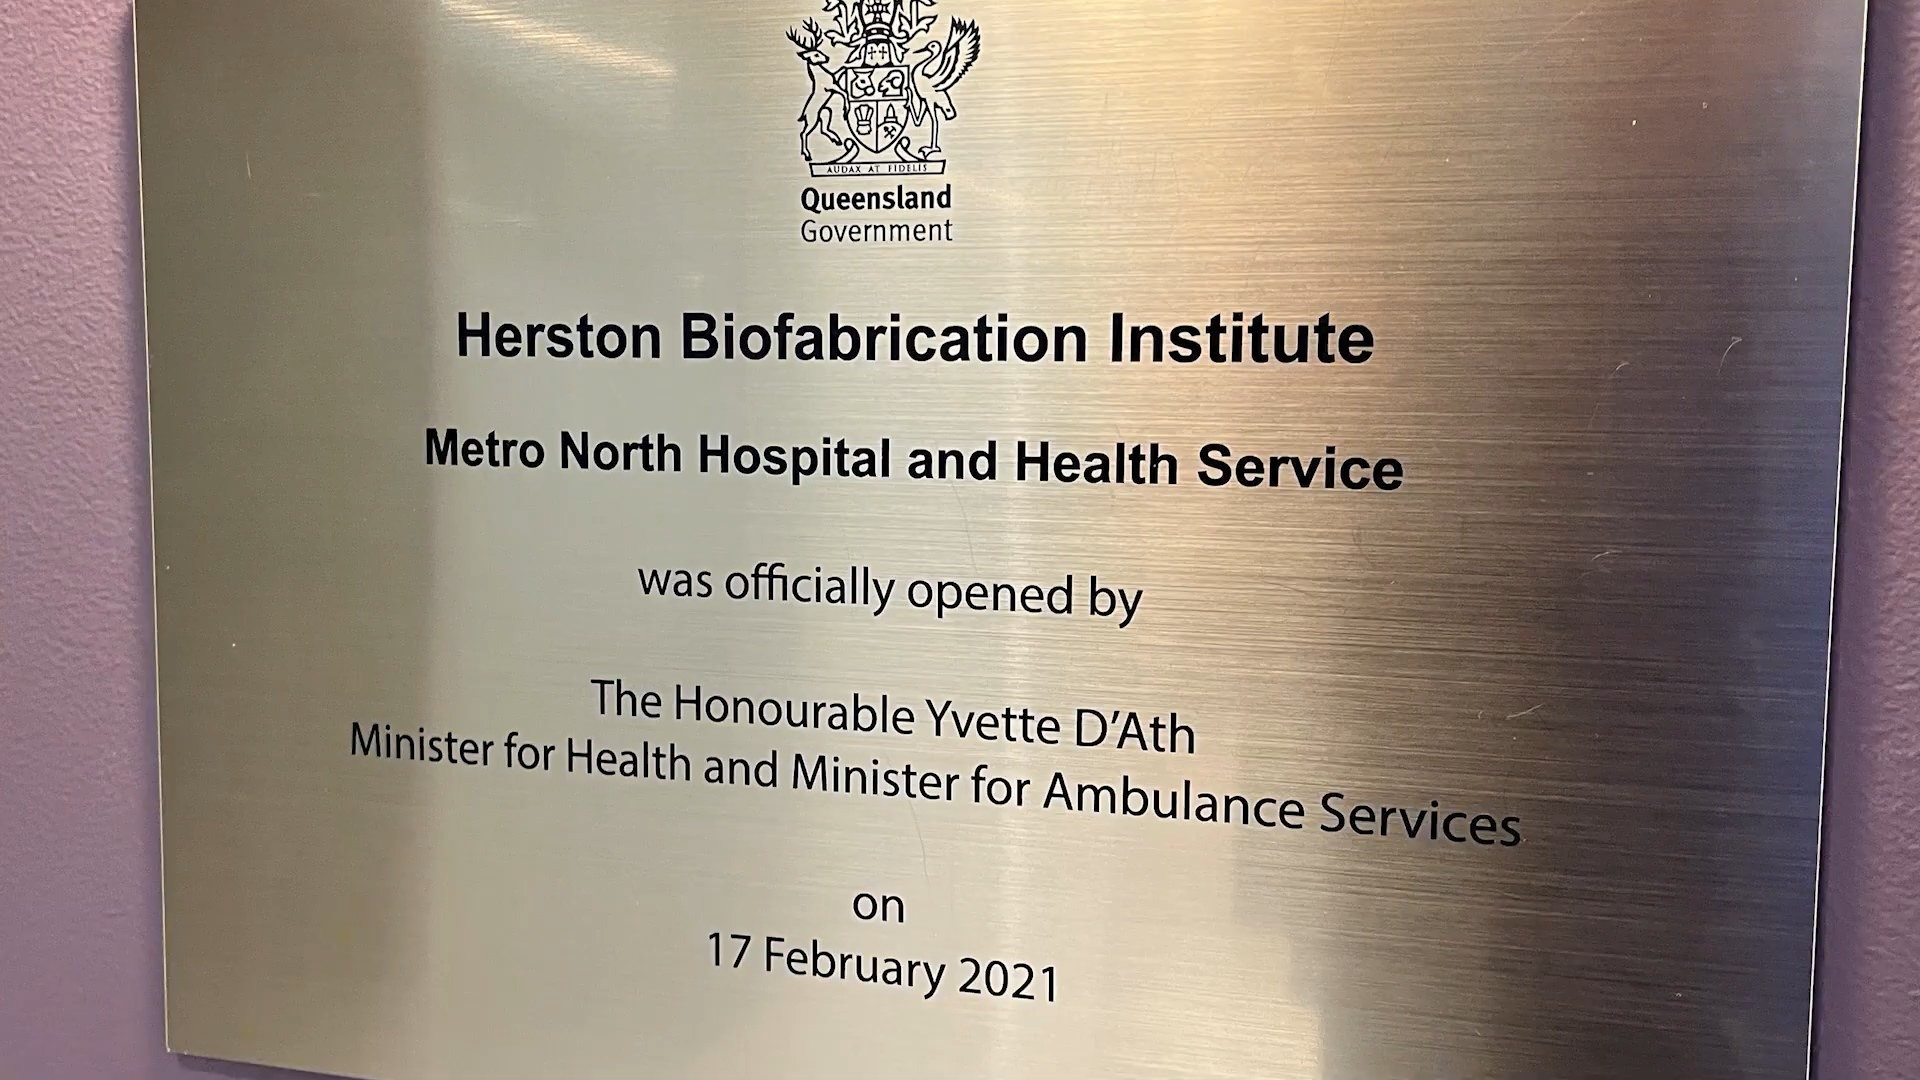 AUDAX AT FIDELIS
Queensland
Government
Herston Biofabrication Institute
Metro North Hospital and Health Service
was officially opened by
The Honourable Yvette D’Ath
Minister for Health and Minister for Ambulance Services
on
17 February 2021